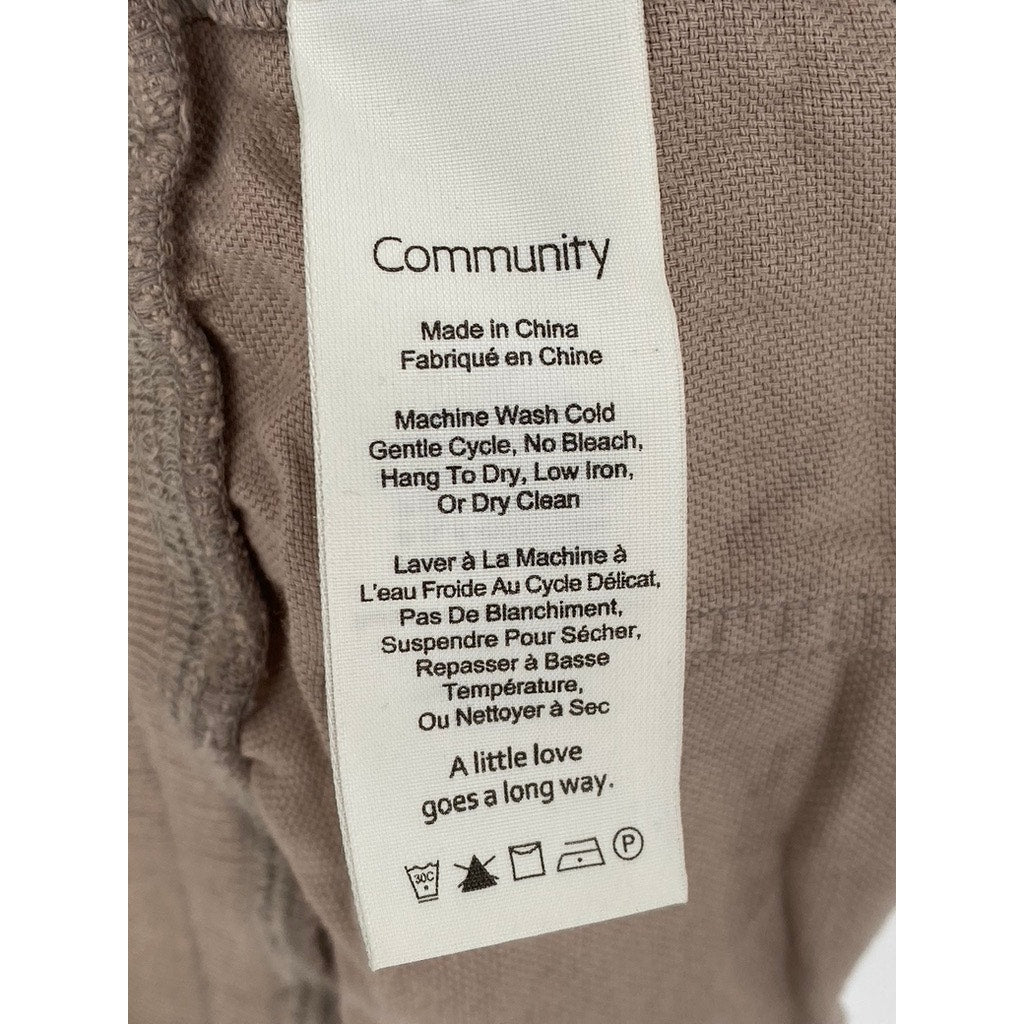 Community
Made in China
Fabriqué en Chine
Machine Wash Cold
Gentle Cycle, No Bleach,
Hang To Dry, Low Iron,
Or Dry Clean
Laver à La Machine à
L'eau Froide Au Cycle Délicat,
Pas De Blanchiment,
Suspendre Pour Sécher,
Repasser à Basse
Température,
Ou Nettoyer à Sec
A little love
goes a long way.
30C P